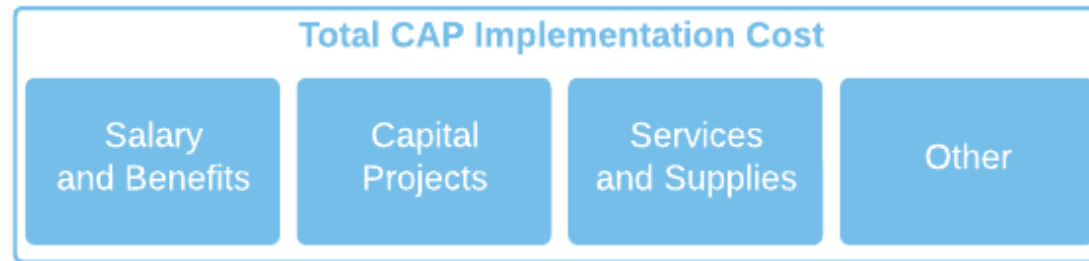 Total CAP Implementation Cost
Salary
and Benefits
Capital
Projects
Services
and Supplies
Other